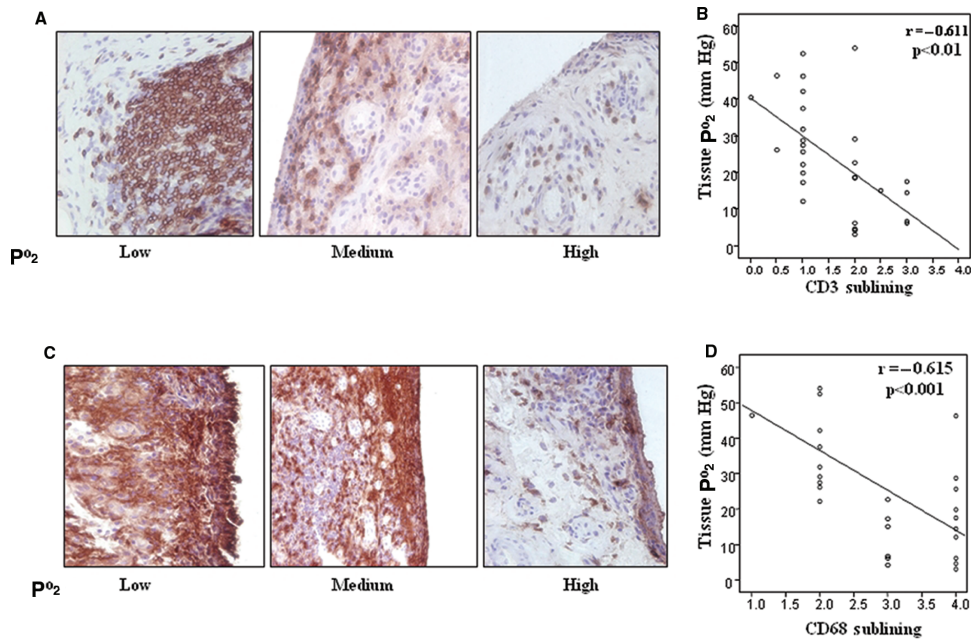 A
Low Medium High
Po2
B
r = −0.611
p<0.01
Tissue Po2 (mm Hg)
60
50
40
30
20
10
0
0.0 0.5 1.0 1.5 2.0 2.5 3.0 3.5 4.0
CD3 sublining
C
Low Medium High
Po2
D
r = −0.615
p<0.001
Tissue Po2 (mm Hg)
60
50
40
30
20
10
0
1.0 1.5 2.0 2.5 3.0 3.5 4.0
CD68 sublining